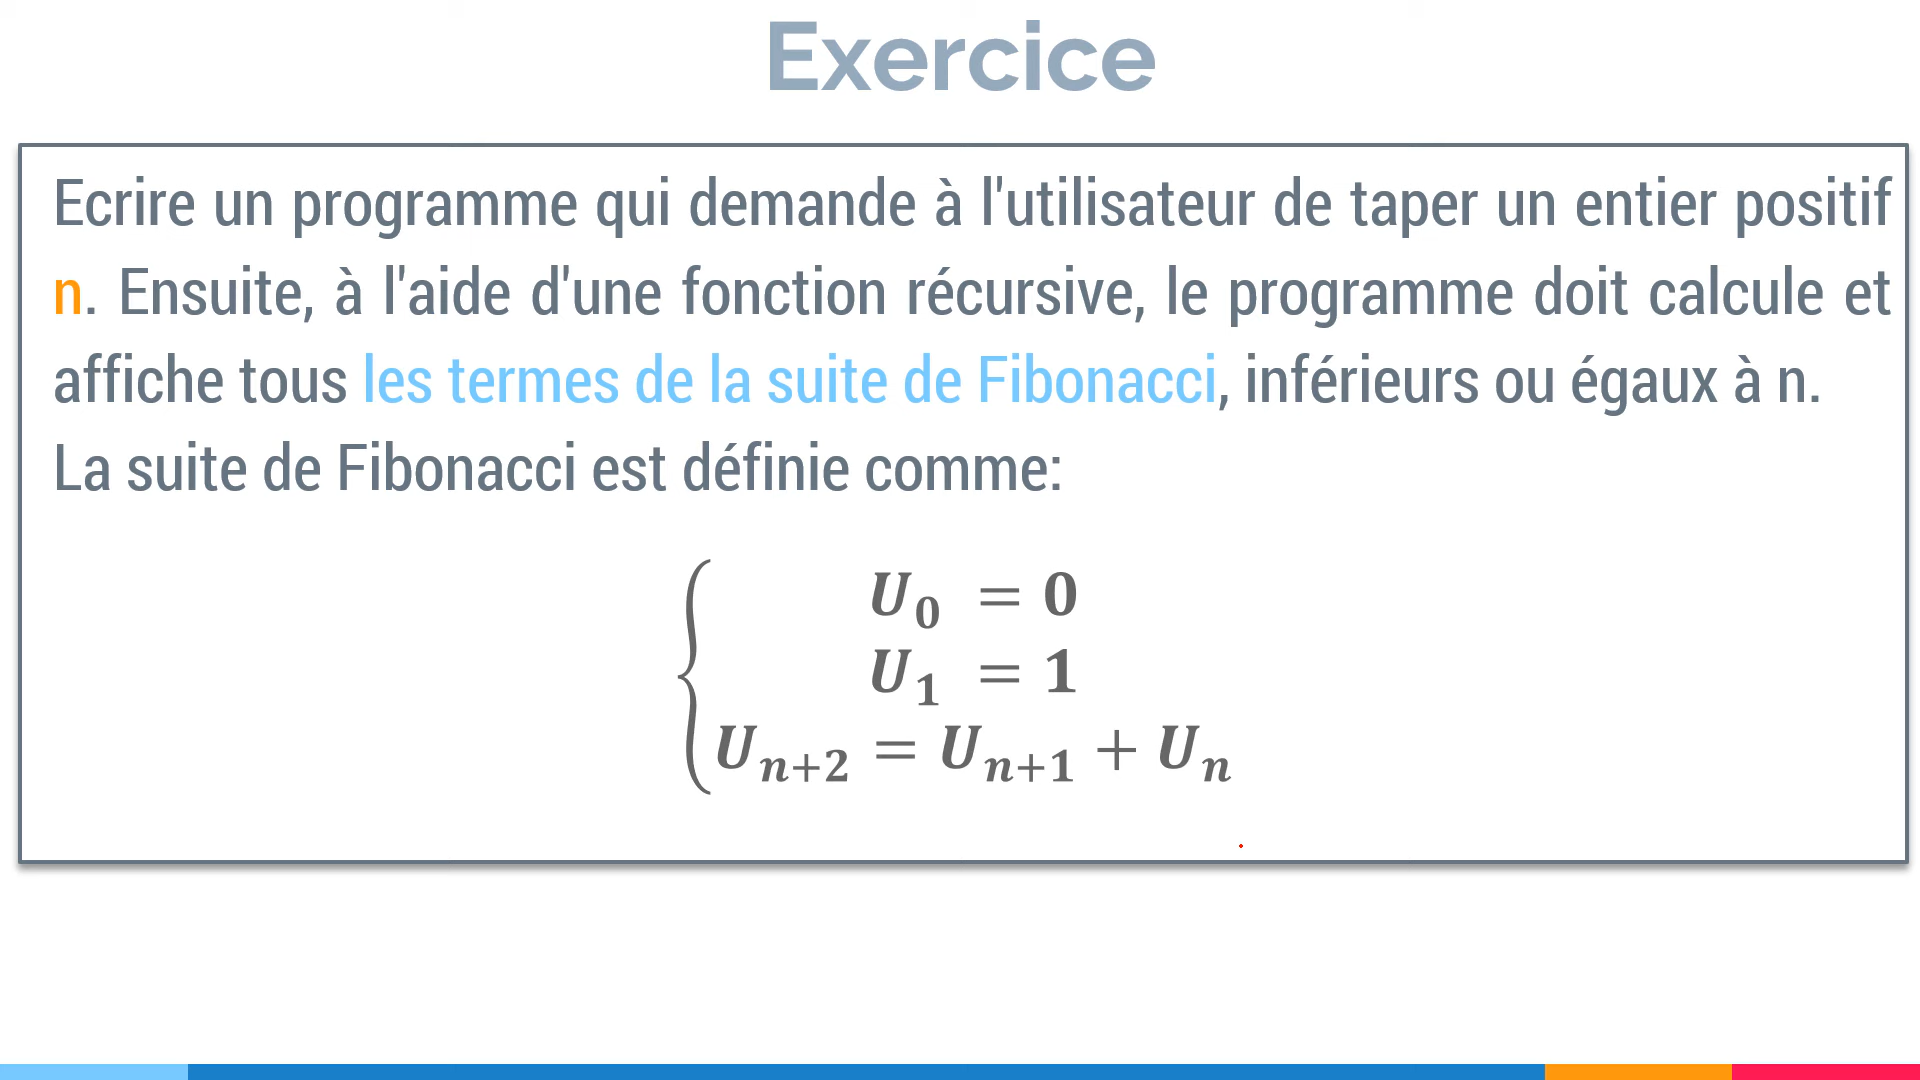 Exercice
Ecrire un programme qui demande à l'utilisateur de taper un entier positif
n. Ensuite, à l'aide d'une fonction récursive, le programme doit calcule et
affiche tous les termes de la suite de Fibonacci, inférieurs ou égaux à n.
La suite de Fibonacci est définie comme:
U₀ = 0
U₁ = 1
Uₙ₊₂ = Uₙ₊₁ + Uₙ